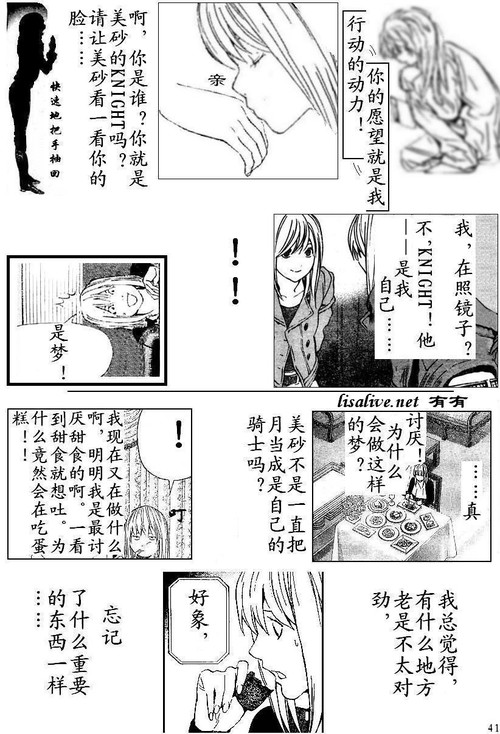 你的愿望就是我
行动的动力！
亲
啊，你是谁？你就是
美砂的KNIGHT吗？
请让美砂看一看你的
脸……
快速地把手抽回
我，在照镜子？
不，KNIGHT！他
——是我
自己……
！！
是梦！
lisalive.net 有有
……真
讨厌！
为什么
会做这样
的梦？
美砂不是一直把
月当成是自己的
骑士吗？
！
叮
我现在又在做什么
啊，明明我是最讨
厌甜食的啊。一看
到甜食就想吐。为
什么竟然会在吃蛋
糕！！
我总觉得，
有什么地方
老是不太对
劲，
好象，
忘记
了什么重要
的东西一样
……
41